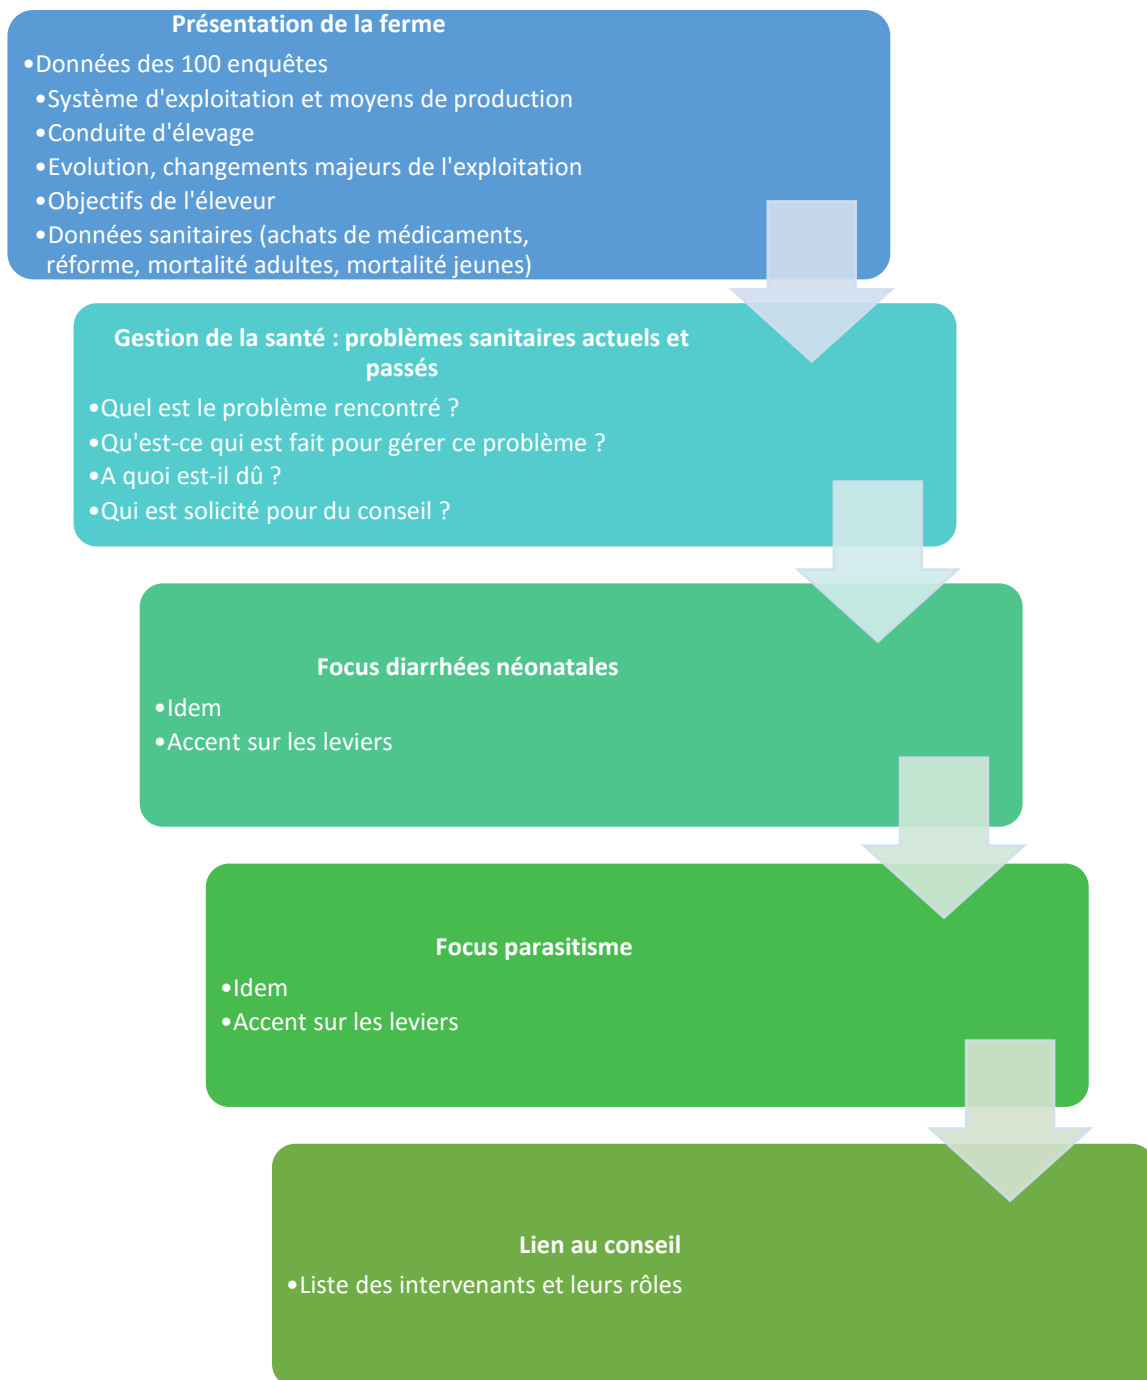 Présentation de la ferme
•Données des 100 enquêtes
•Système d'exploitation et moyens de production
•Conduite d'élevage
•Evolution, changements majeurs de l'exploitation
•Objectifs de l'éleveur
•Données sanitaires (achats de médicaments,
réforme, mortalité adultes, mortalité jeunes)
Gestion de la santé : problèmes sanitaires actuels et
passés
•Quel est le problème rencontré ?
•Qu'est-ce qui est fait pour gérer ce problème ?
•A quoi est-il dû ?
•Qui est solicité pour du conseil ?
Focus diarrhées néonatales
•Idem
•Accent sur les leviers
Focus parasitisme
•Idem
•Accent sur les leviers
Lien au conseil
•Liste des intervenants et leurs rôles